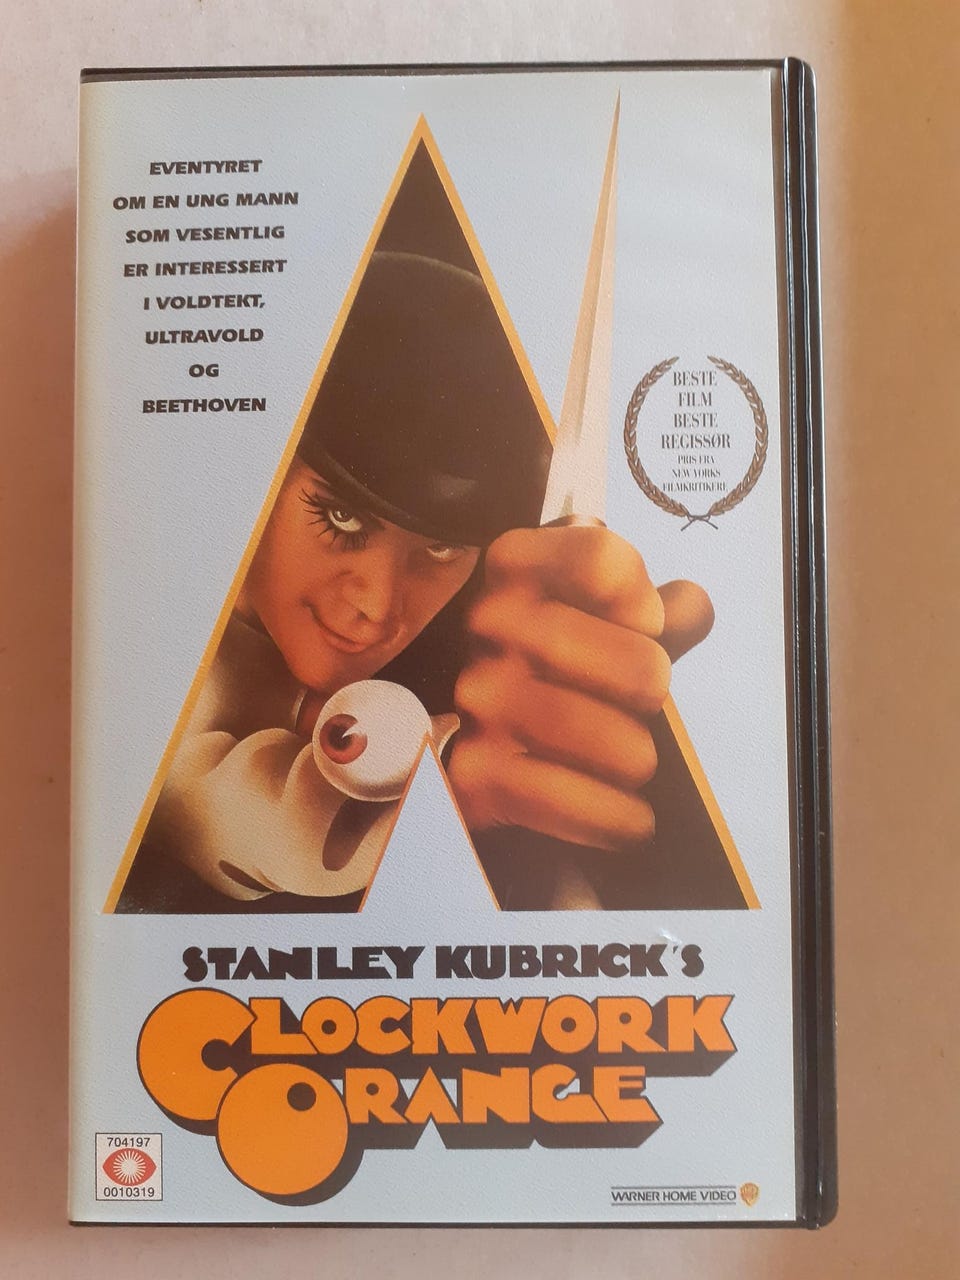 EVENTYRET
OM EN UNG MANN
SOM VESENTLIG
ER INTERESSERT
I VOLDTEKT,
ULTRAVOLD
OG
BEETHOVEN
BESTE
FILM
BESTE
REGISSØR
PRIS FRA
NEW YORKS
FILMKRITIKERE
STANLEY KUBRICK'S
CLOCKWORK
ORANGE
704197
0010319
WARNER HOME VIDEO